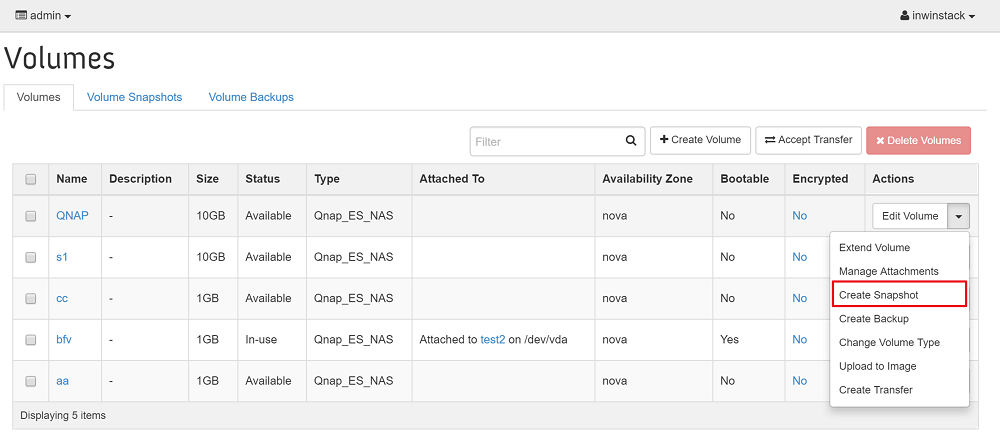 admin
inwinstack
Volumes
Volumes Volume Snapshots Volume Backups
Filter Create Volume Accept Transfer Delete Volumes
Name Description Size Status Type Attached To Availability Zone Bootable Encrypted Actions
QNAP - 10GB Available Qnap_ES_NAS nova No No Edit Volume
s1 - 10GB Available Qnap_ES_NAS nova No No
cc - 1GB Available Qnap_ES_NAS nova No No
bfv - 1GB In-use Qnap_ES_NAS Attached to test2 on /dev/vda nova Yes No
aa - 1GB Available Qnap_ES_NAS nova No No
Extend Volume
Manage Attachments
Create Snapshot
Create Backup
Change Volume Type
Upload to Image
Create Transfer
Displaying 5 items